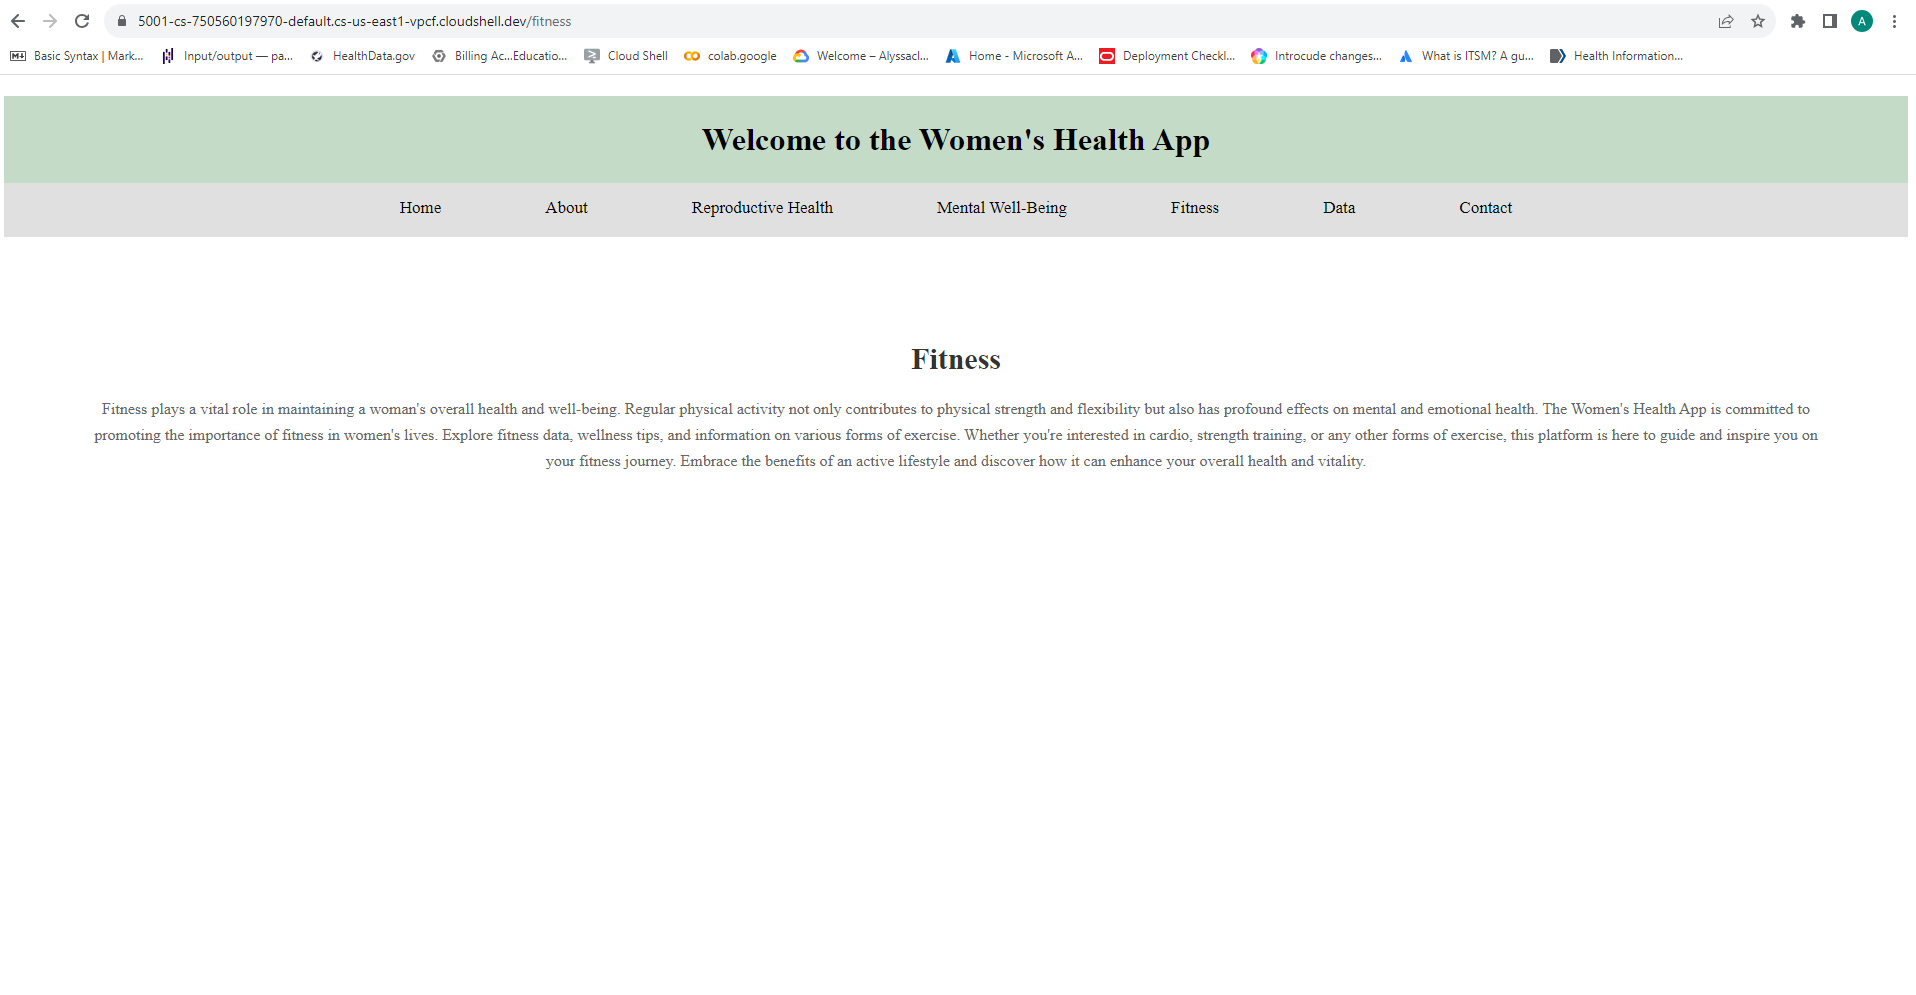 5001-cs-750560197970-default.cs-us-east1-vpcf.cloudshell.dev/fitness
A
Basic Syntax | Mark... Input/output — pa... HealthData.gov Billing Ac...Educatio... Cloud Shell colab.google Welcome – Alyssacl... Home - Microsoft A... Deployment Checkl... Introcude changes... What is ITSM? A gu... Health Information...
Welcome to the Women's Health App
Home About Reproductive Health Mental Well-Being Fitness Data Contact
Fitness
Fitness plays a vital role in maintaining a woman's overall health and well-being. Regular physical activity not only contributes to physical strength and flexibility but also has profound effects on mental and emotional health. The Women's Health App is committed to
promoting the importance of fitness in women's lives. Explore fitness data, wellness tips, and information on various forms of exercise. Whether you're interested in cardio, strength training, or any other forms of exercise, this platform is here to guide and inspire you on
your fitness journey. Embrace the benefits of an active lifestyle and discover how it can enhance your overall health and vitality.